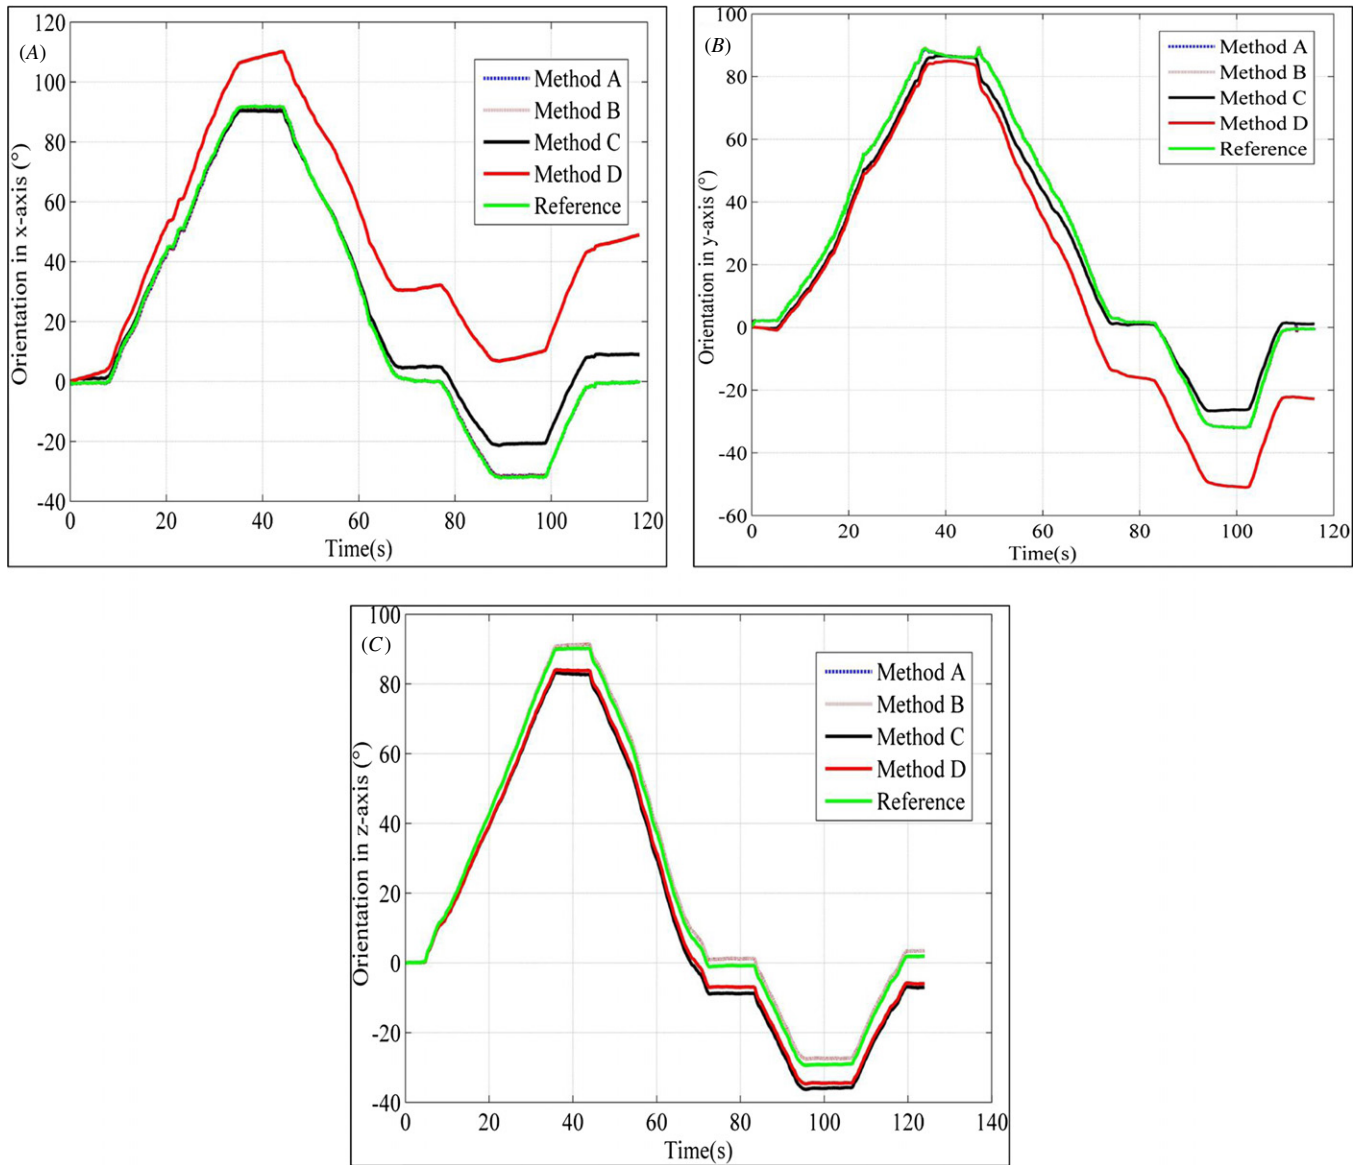 (A)
120
100
80
60
40
20
0
-20
-40
Orientation in x-axis (°)
0 20 40 60 80 100 120
Time(s)
Method A
Method B
Method C
Method D
Reference
(B)
100
80
60
40
20
0
-20
-40
-60
Orientation in y-axis (°)
0 20 40 60 80 100 120
Time(s)
Method A
Method B
Method C
Method D
Reference
(C)
100
80
60
40
20
0
-20
-40
Orientation in z-axis (°)
0 20 40 60 80 100 120 140
Time(s)
Method A
Method B
Method C
Method D
Reference